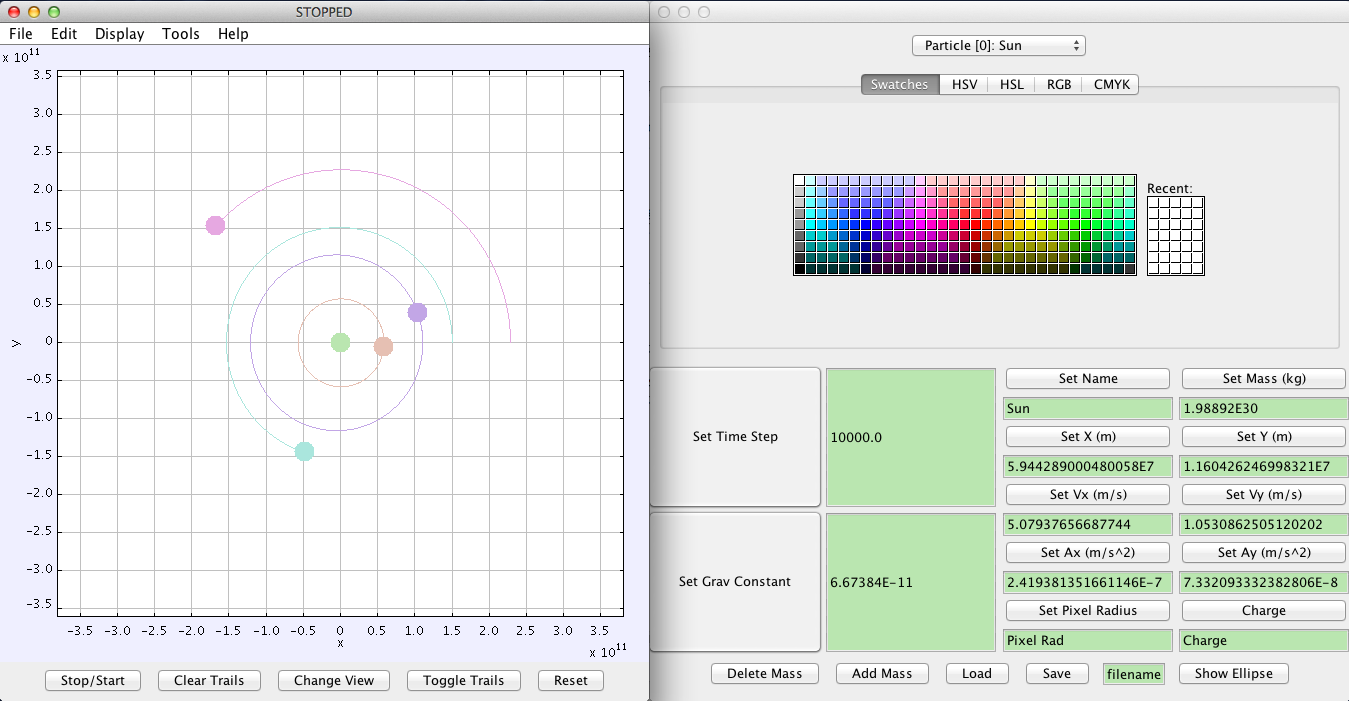 STOPPED
File Edit Display Tools Help
x 10^11
3.5
3.0
2.5
2.0
1.5
1.0
0.5
0
-0.5
-1.0
-1.5
-2.0
-2.5
-3.0
-3.5
y
-3.5 -3.0 -2.5 -2.0 -1.5 -1.0 -0.5 0 0.5 1.0 1.5 2.0 2.5 3.0 3.5
x
x 10^11
Stop/Start Clear Trails Change View Toggle Trails Reset
Particle [0]: Sun
Swatches HSV HSL RGB CMYK
Recent:
Set Time Step
10000.0
Set Grav Constant
6.67384E-11
Set Name Set Mass (kg)
Sun 1.98892E30
Set X (m) Set Y (m)
5.944289000480058E7 1.160426246998321E7
Set Vx (m/s) Set Vy (m/s)
5.07937656687744 1.0530862505120202
Set Ax (m/s^2) Set Ay (m/s^2)
2.419381351661146E-7 7.332093332382806E-8
Set Pixel Radius Charge
Pixel Rad Charge
Delete Mass Add Mass Load Save filename Show Ellipse